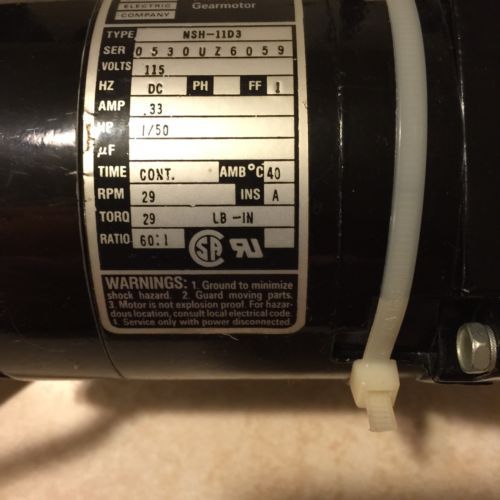 ELECTRIC
COMPANY
Gearmotor
TYPE NSH-11D3
SER 0530UZ6059
VOLTS 115
HZ DC PH FF 1
AMP .33
HP 1/50
µF
TIME CONT. AMB°C 40
RPM 29 INS A
TORQ 29 LB-IN
RATIO 60:1
WARNINGS: 1. Ground to minimize
shock hazard. 2. Guard moving parts.
3. Motor is not explosion proof. For hazar-
dous location, consult local electrical code.
1. Service only with power disconnected